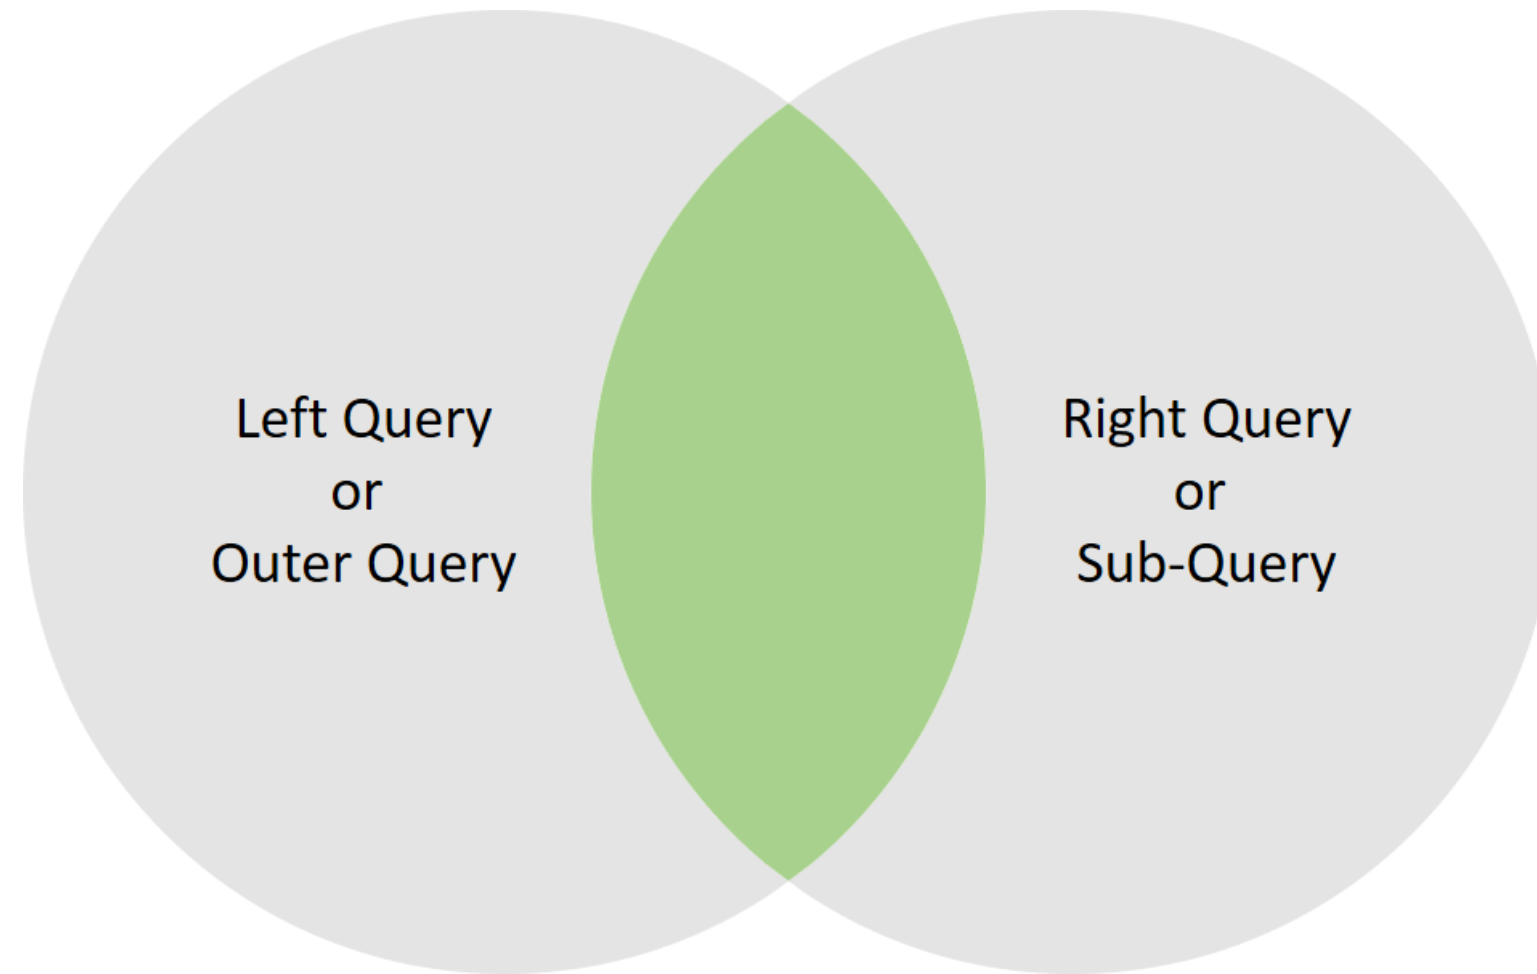 Left Query
or
Outer Query
Right Query
or
Sub-Query